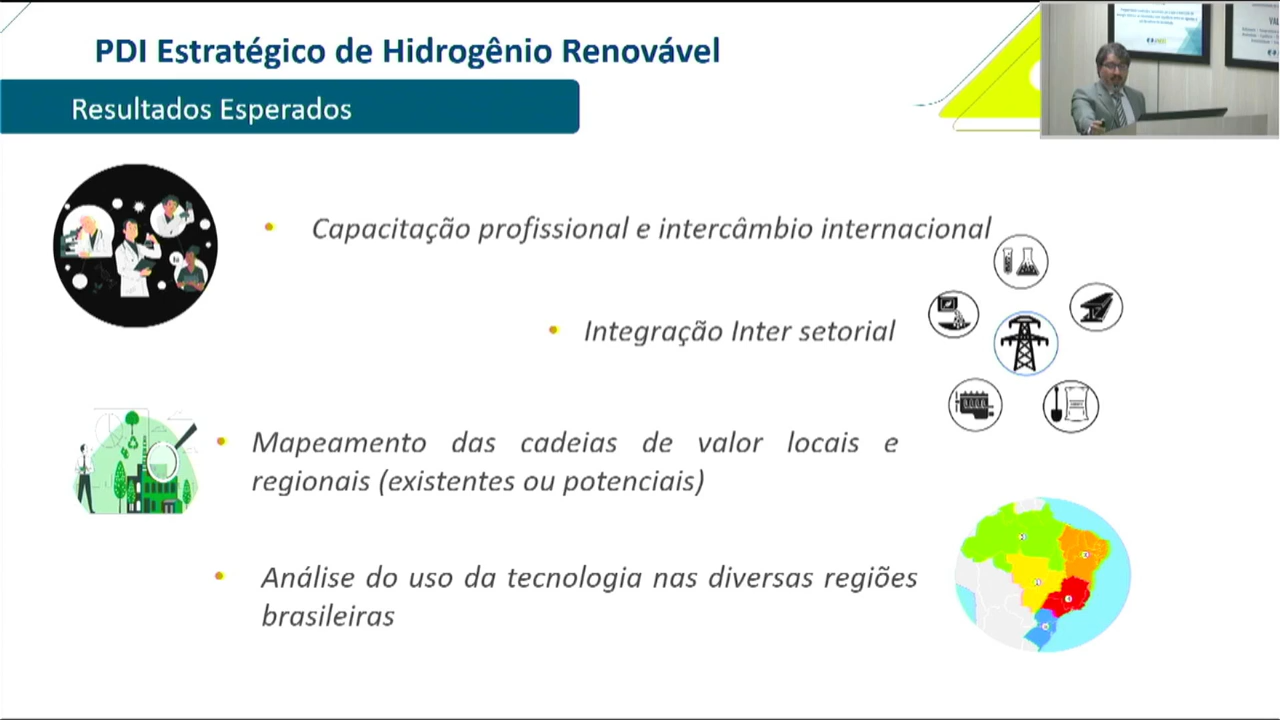 PDI Estratégico de Hidrogênio Renovável
Resultados Esperados
• Capacitação profissional e intercâmbio internacional
• Integração Inter setorial
• Mapeamento das cadeias de valor locais e
regionais (existentes ou potenciais)
• Análise do uso da tecnologia nas diversas regiões
brasileiras